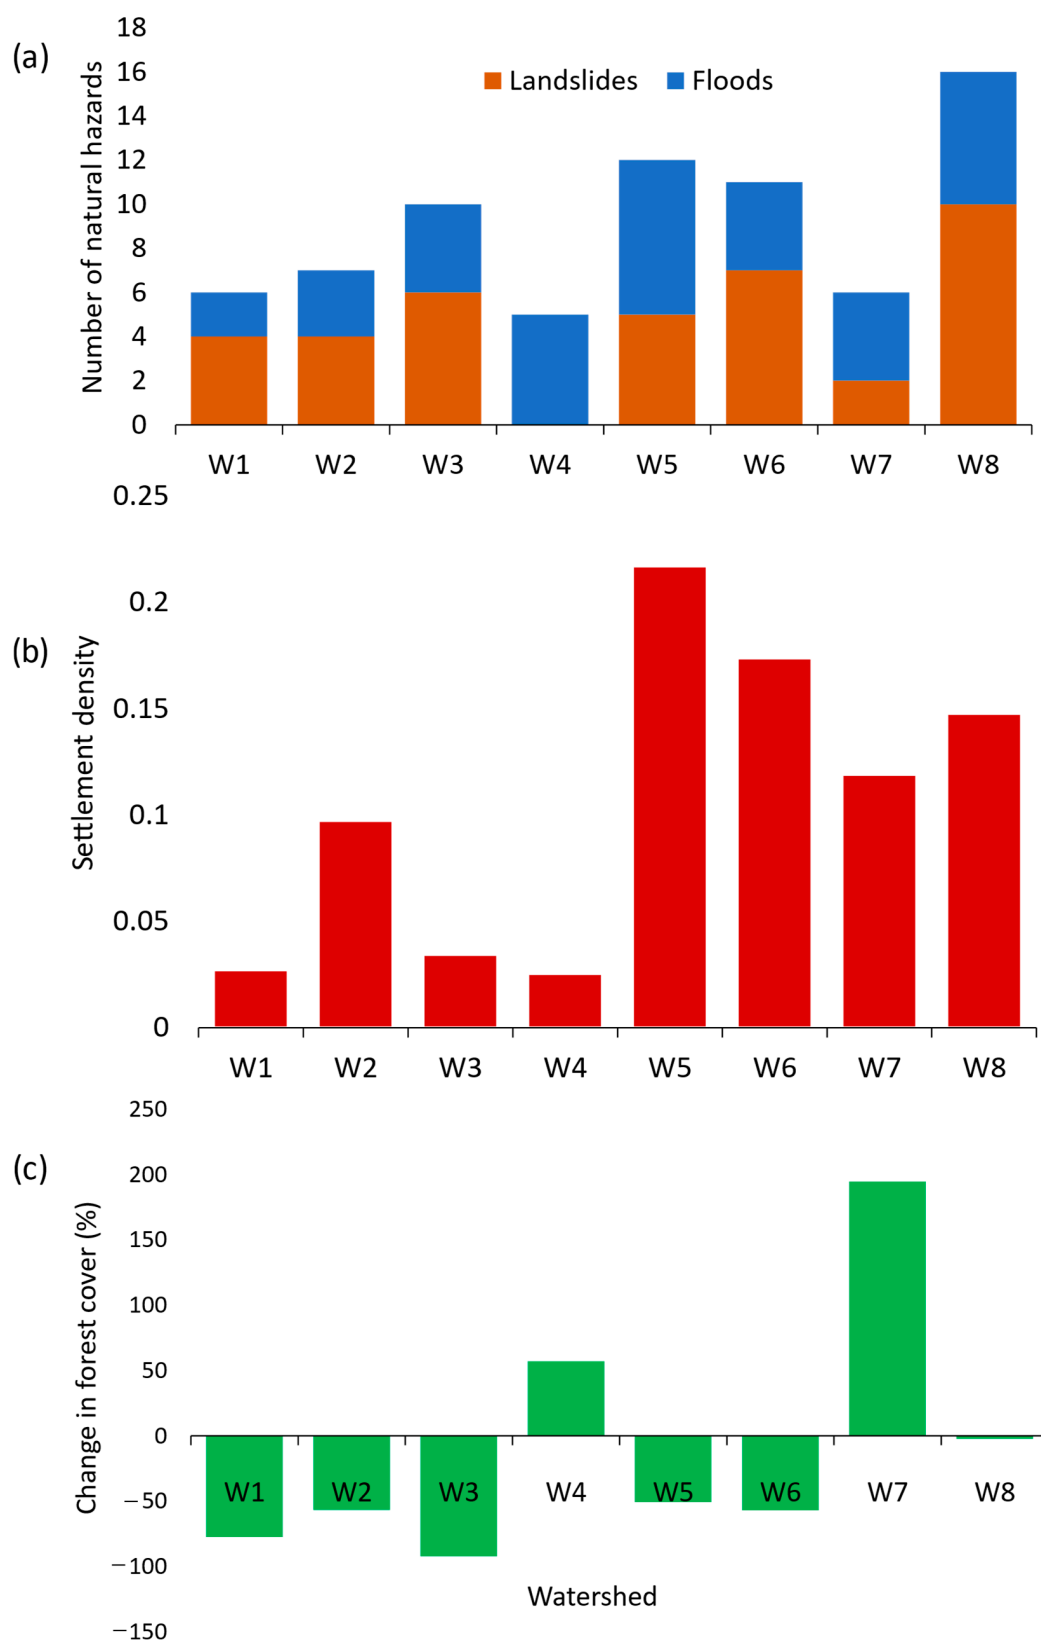 (a)
Number of natural hazards
18
16
14
12
10
8
6
4
2
0
Landslides Floods
W1 W2 W3 W4 W5 W6 W7 W8
(b)
Settlement density
0.25
0.2
0.15
0.1
0.05
0
W1 W2 W3 W4 W5 W6 W7 W8
(c)
Change in forest cover (%)
250
200
150
100
50
0
−50
−100
−150
W1 W2 W3 W4 W5 W6 W7 W8
Watershed